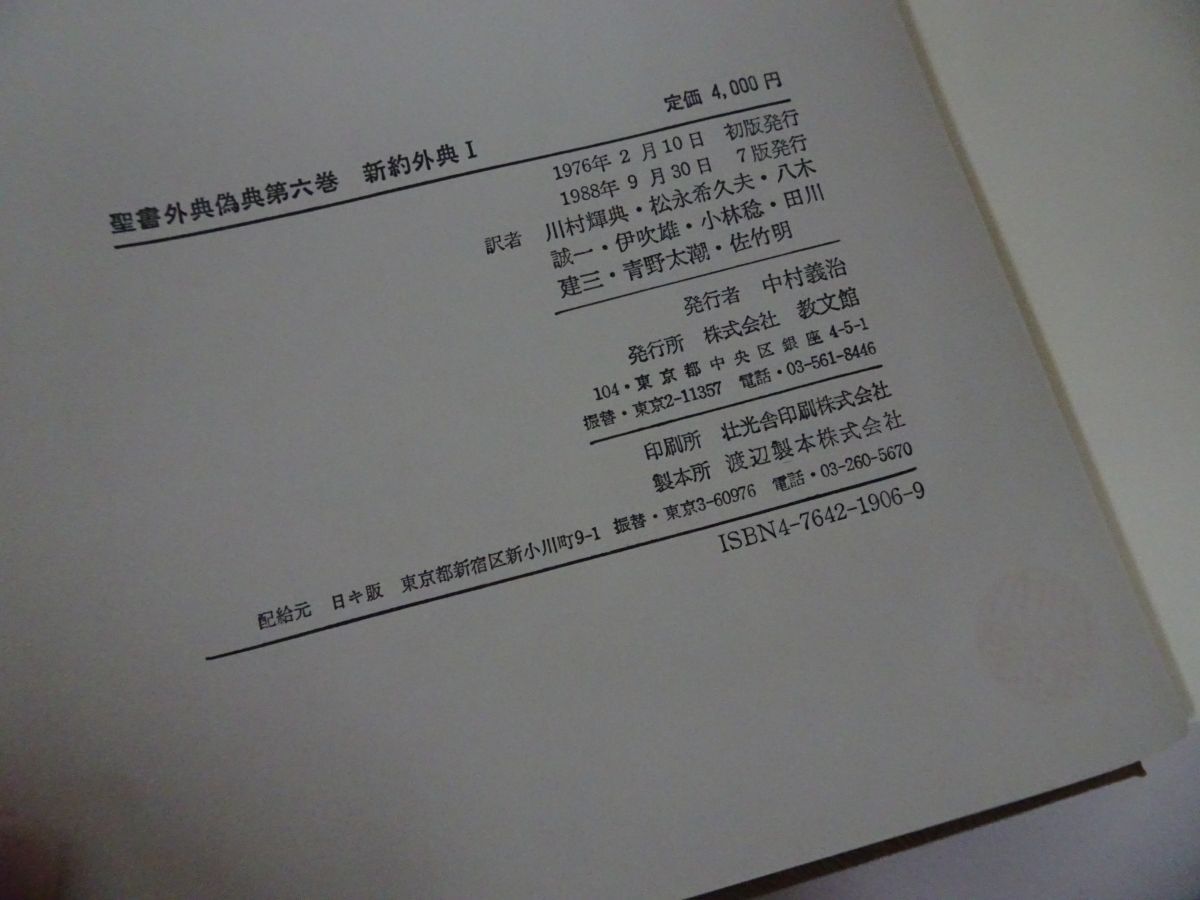 聖書外典偽典第六巻 新約外典 I
定価 4,000 円
1976年 2 月 10 日 初版発行
1988年 9 月 30 日 7 版発行
訳者 川村輝典・松永希久夫・八木
誠一・伊吹雄・小林稔・田川
建三・青野太潮・佐竹明
発行者 中村義治
発行所 株式会社 教文館
104・東京都中央区銀座 4-5-1
振替・東京2-11357 電話・03-561-8446
印刷所 壮光舎印刷株式会社
製本所 渡辺製本株式会社
配給元 日キ販 東京都新宿区新小川町9-1 振替・東京3-60976 電話・03-260-5670
ISBN4-7642-1906-9